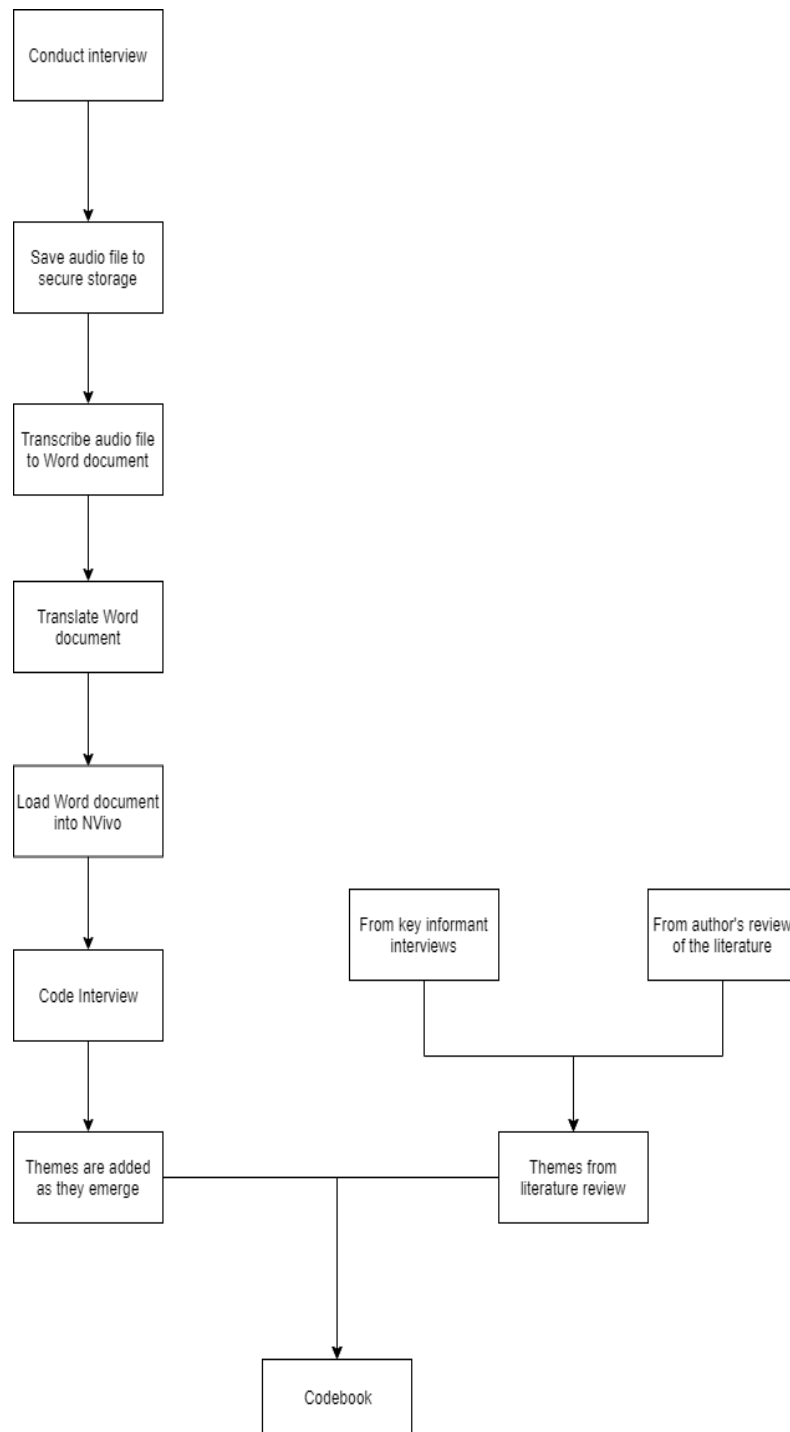 Conduct interview
Save audio file to
secure storage
Transcribe audio file
to Word document
Translate Word
document
Load Word document
into NVivo
Code Interview
From key informant
interviews
From author's review
of the literature
Themes are added
as they emerge
Themes from
literature review
Codebook